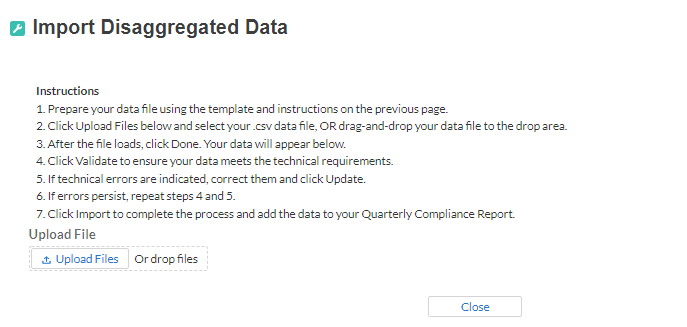 Import Disaggregated Data
Instructions
1. Prepare your data file using the template and instructions on the previous page.
2. Click Upload Files below and select your .csv data file, OR drag-and-drop your data file to the drop area.
3. After the file loads, click Done. Your data will appear below.
4. Click Validate to ensure your data meets the technical requirements.
5. If technical errors are indicated, correct them and click Update.
6. If errors persist, repeat steps 4 and 5.
7. Click Import to complete the process and add the data to your Quarterly Compliance Report.
Upload File
Upload Files Or drop files
Close